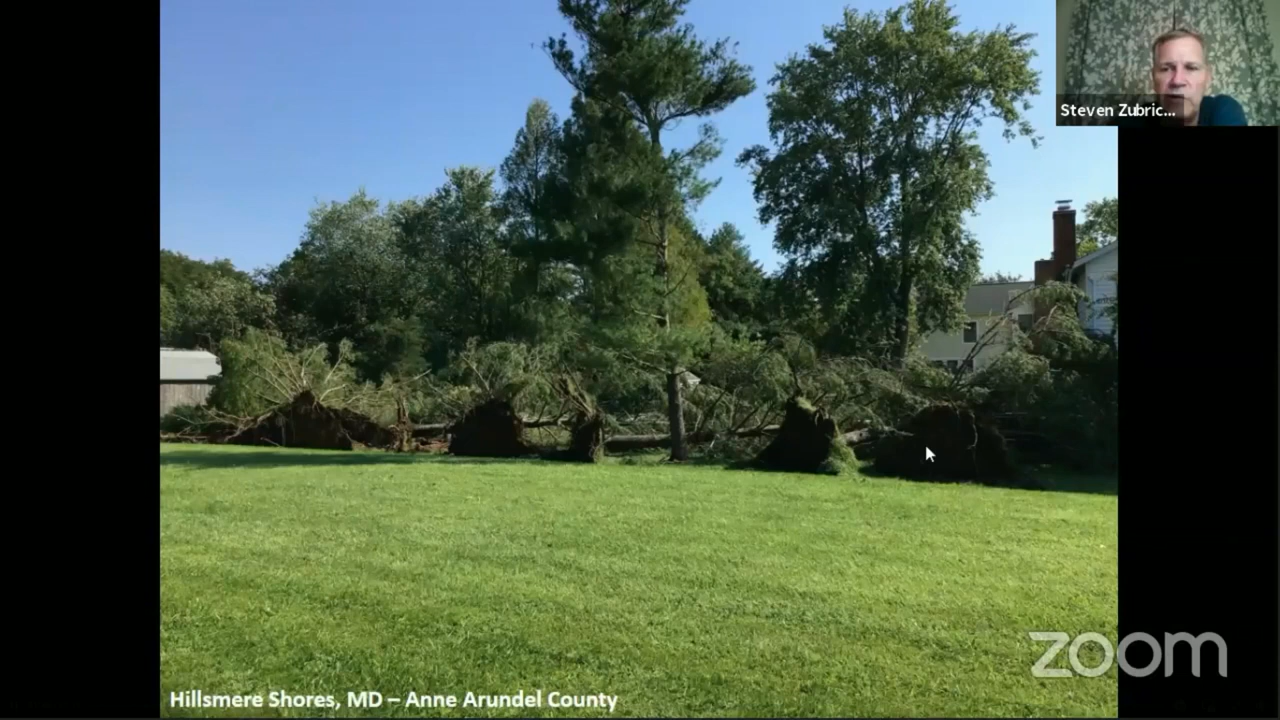 Steven Zubric...
Hillsmere Shores, MD – Anne Arundel County
zoom